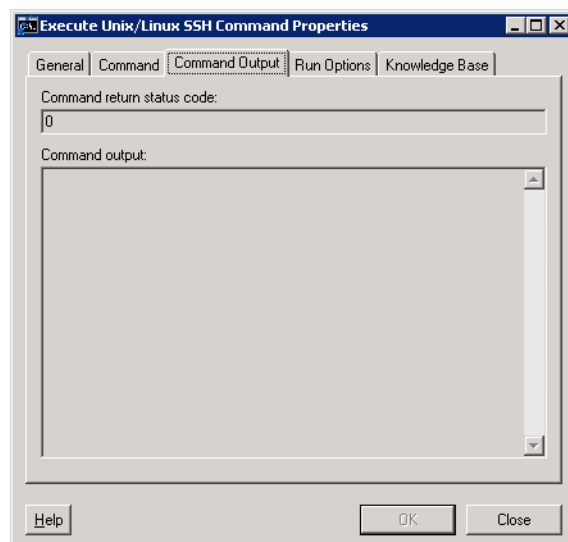 Execute Unix/Linux SSH Command Properties
General Command Command Output Run Options Knowledge Base
Command return status code:
0
Command output:
Help OK Close